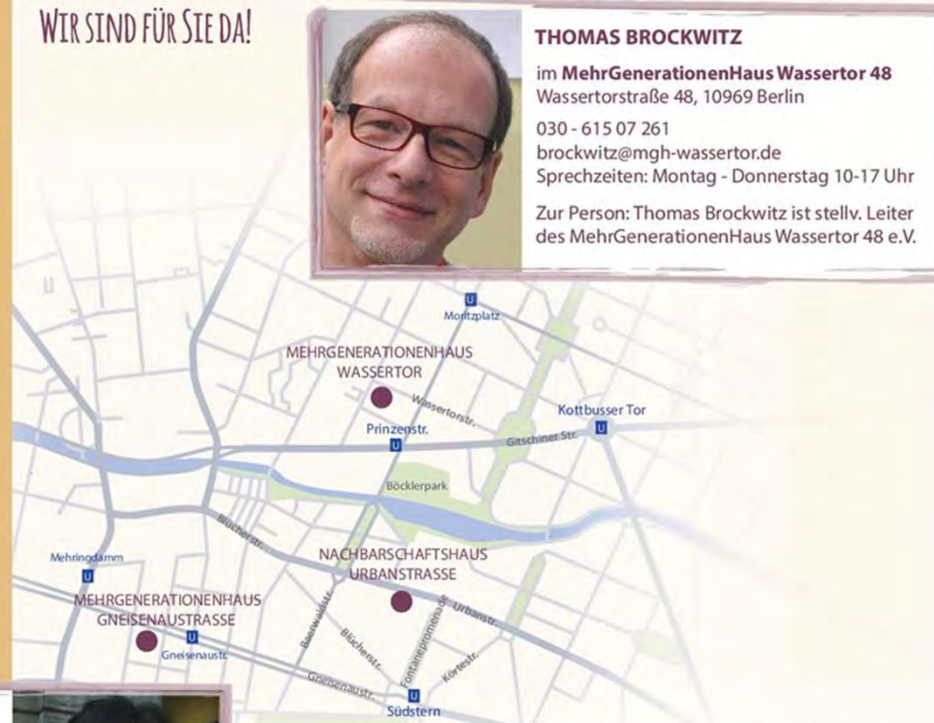 WIR SIND FÜR SIE DA!
THOMAS BROCKWITZ
im MehrGenerationenHaus Wassertor 48
Wassertorstraße 48, 10969 Berlin
030 - 615 07 261
brockwitz@mgh-wassertor.de
Sprechzeiten: Montag - Donnerstag 10-17 Uhr
Zur Person: Thomas Brockwitz ist stellv. Leiter
des MehrGenerationenHaus Wassertor 48 e.V.
U
Moritzplatz
MEHRGENERATIONENHAUS
WASSERTOR
Wassertorstr.
Kottbusser Tor
U
Prinzenstr.
U
Gitschiner Str.
Böcklerpark
Blücherstr.
NACHBARSCHAFTSHAUS
URBANSTRASSE
Mehringdamm
U
MEHRGENERATIONENHAUS
GNEISENAUSTRASSE
U
Gneisenaustr.
Baerwaldstr.
Blücherstr.
Fontanepromenade
Urbanstr.
Körtestr.
Gneisenaustr.
U
Südstern